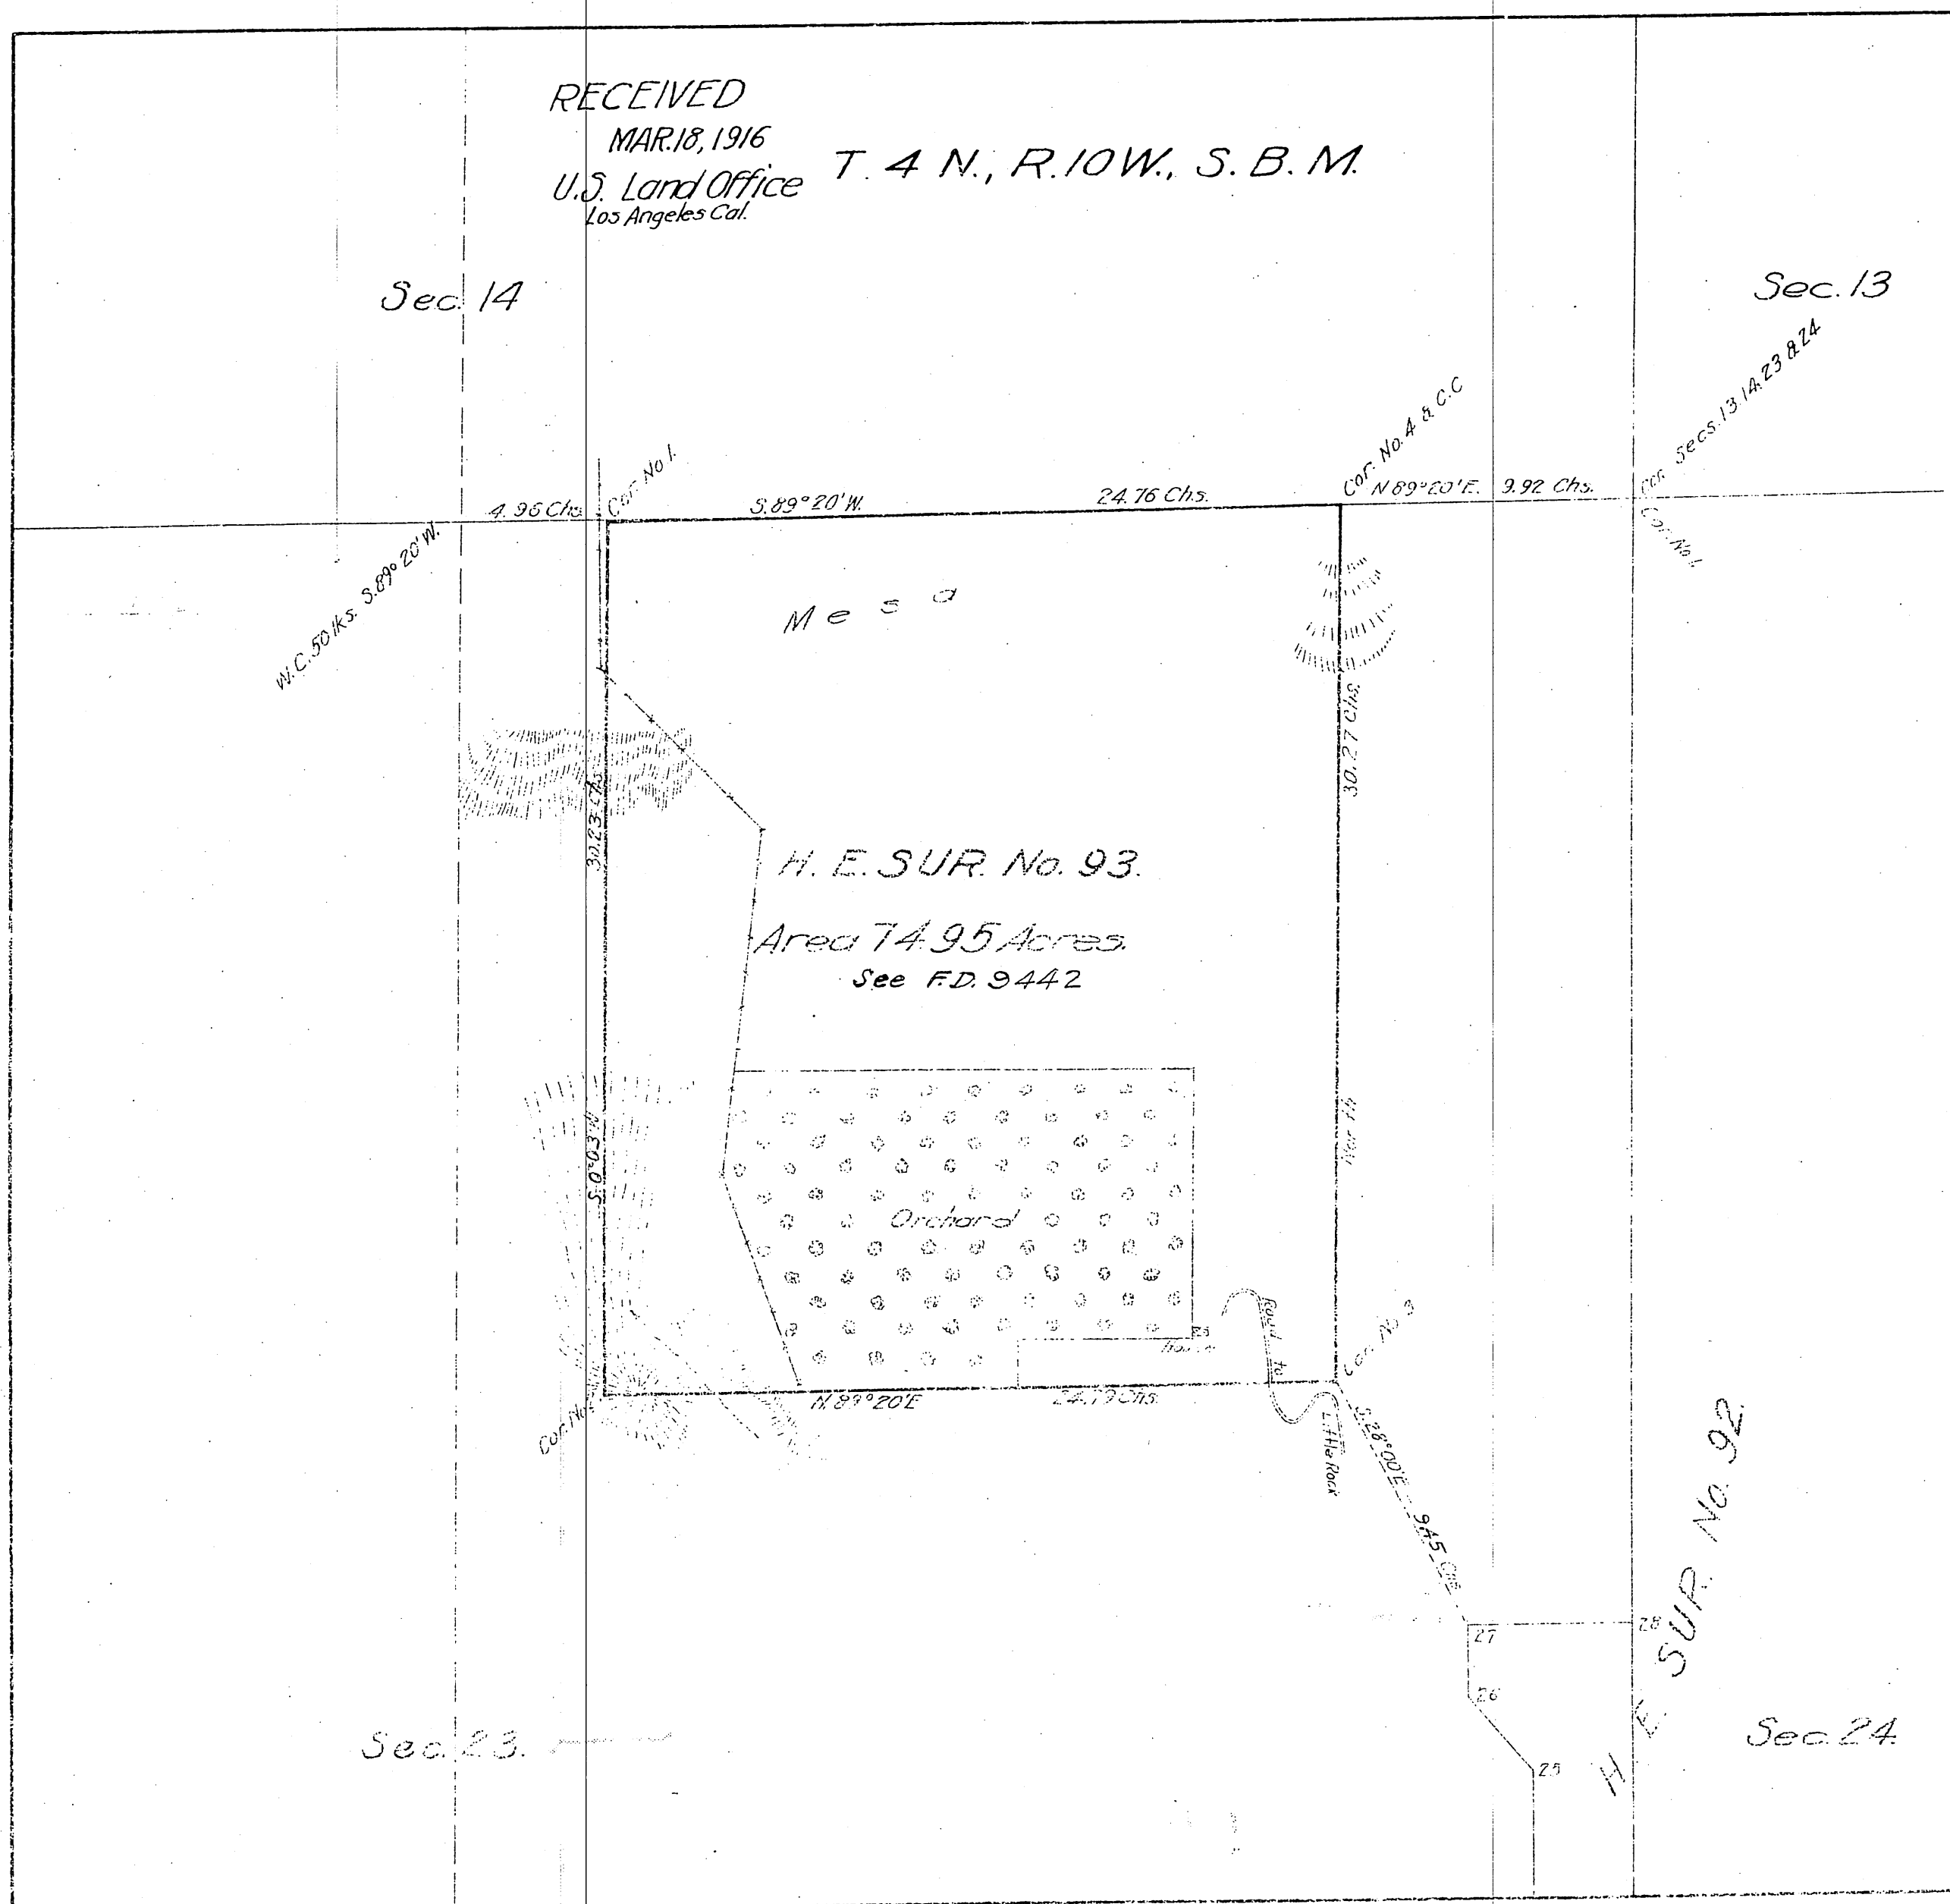 RECEIVED
MAR. 18, 1916
U.S. Land Office
Los Angeles Cal.
T. 4 N., R. 10 W., S. B. M.
Sec. 14
Sec. 13
Cor. Secs. 13, 14, 23 & 24
Cor. No. 4 & C.C
Cor. No 1.
4.96 Chs
S. 89° 20' W.
24.76 Chs.
N 89° 20' E.
9.92 Chs.
Cor. No 1.
W. C. 50 lks. S. 89° 20' W.
Mesa
30.27 Chs.
30.23 Chs
H. E. SUR. No. 93.
Area 74.95 Acres.
See F.D. 9442
North
S. 0° 03' W
Orchard
House
Road to
Little Rock
Cor. No. 3
Cor. No.
N. 89° 20' E
24.79 Chs.
S. 28° 00' E.
9.45 Chs
27
28
26
25
H E SUR. No. 92.
Sec. 23.
Sec. 24.